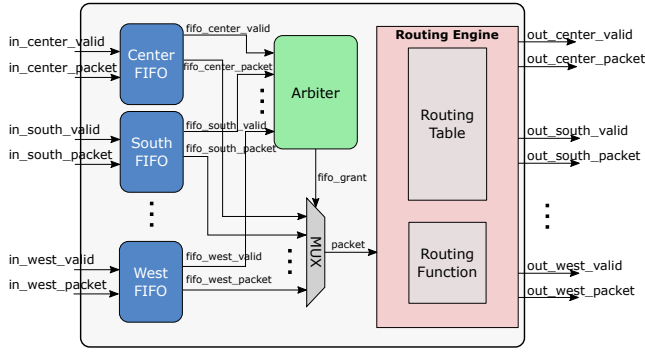 in_center_valid
in_center_packet
Center
FIFO
fifo_center_valid
fifo_center_packet
in_south_valid
in_south_packet
South
FIFO
fifo_south_valid
fifo_south_packet
in_west_valid
in_west_packet
West
FIFO
fifo_west_valid
fifo_west_packet
Arbiter
fifo_grant
MUX
packet
Routing Engine
Routing
Table
Routing
Function
out_center_valid
out_center_packet
out_south_valid
out_south_packet
out_west_valid
out_west_packet